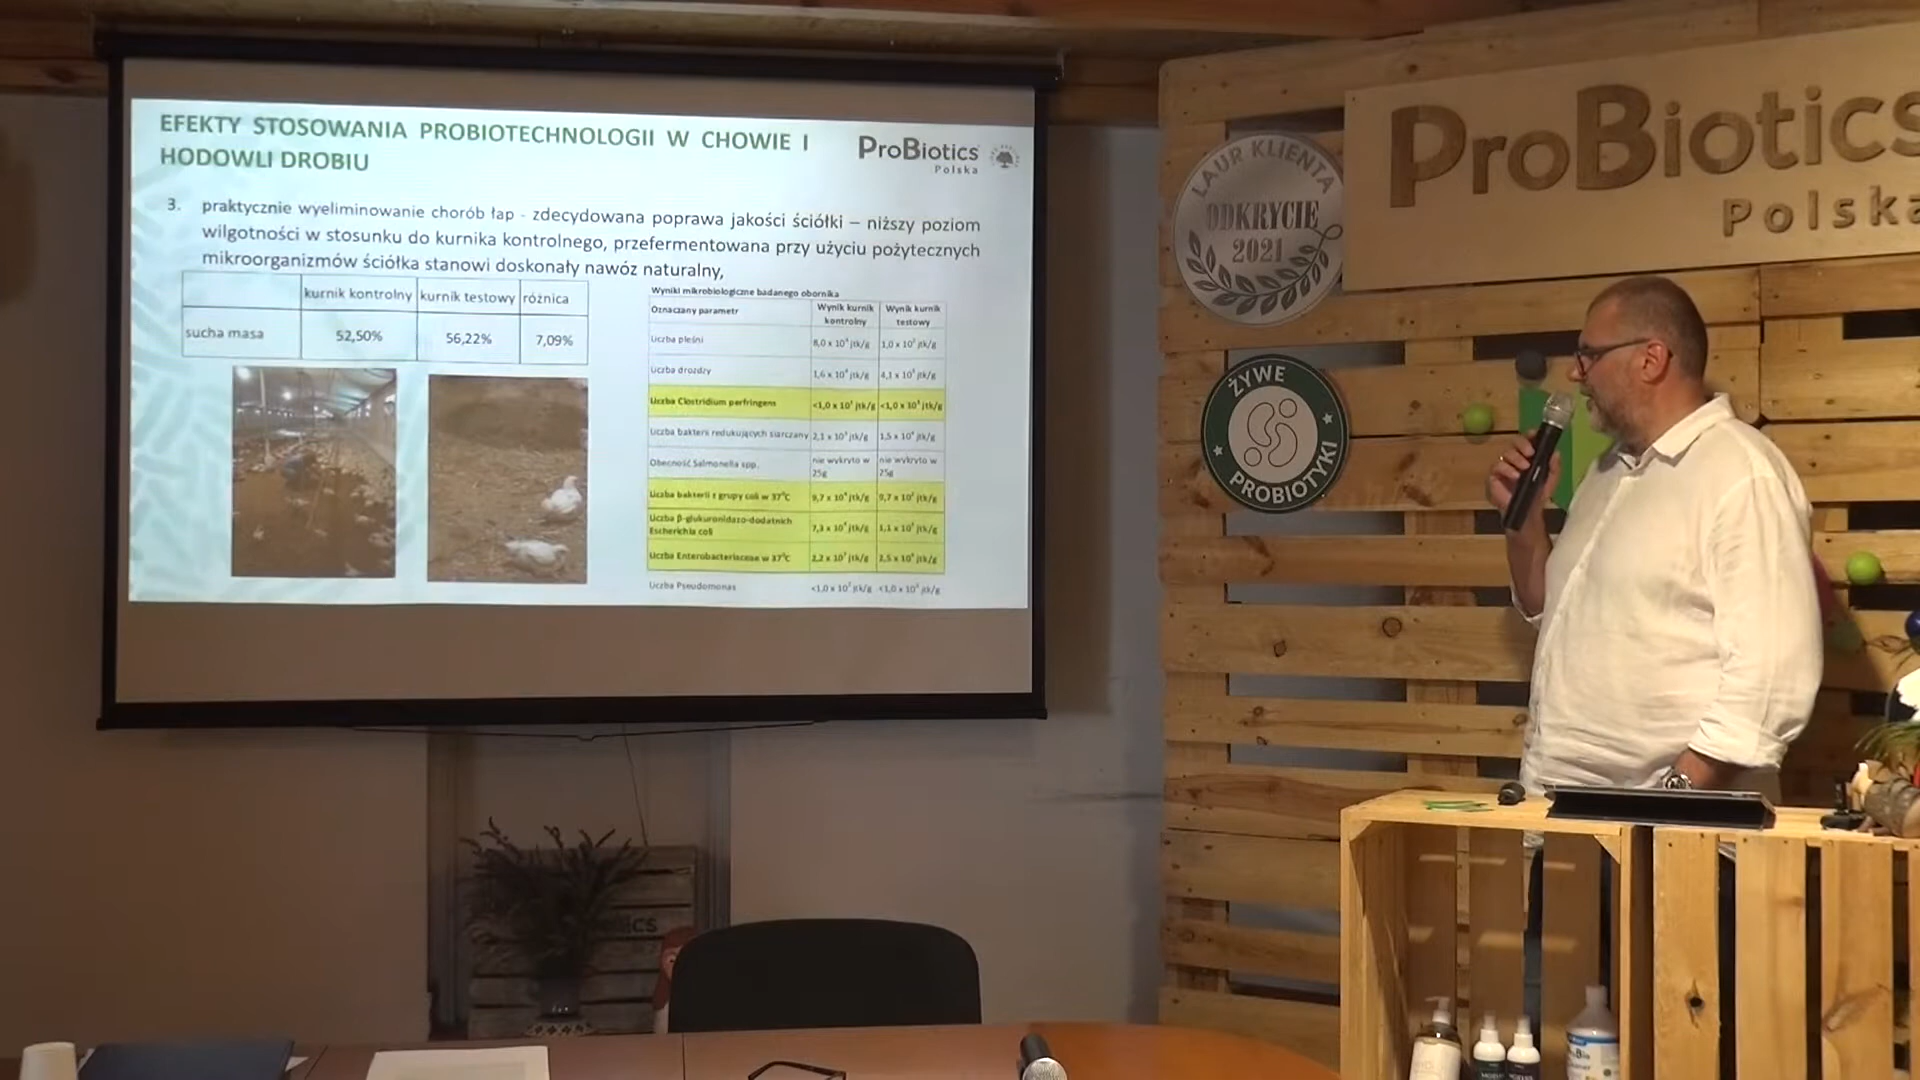 EFEKTY STOSOWANIA PROBIOTECHNOLOGII W CHOWIE I
HODOWLI DROBIU
ProBiotics
Polska
3. praktycznie wyeliminowanie chorób łap - zdecydowana poprawa jakości ściółki – niższy poziom
wilgotności w stosunku do kurnika kontrolnego, przefermentowana przy użyciu pożytecznych
mikroorganizmów ściółka stanowi doskonały nawóz naturalny,
kurnik kontrolny kurnik testowy różnica
sucha masa 52,50% 56,22% 7,09%
Wyniki mikrobiologiczne badanego obornika
Oznaczany parametr Wynik kurnik kontrolny Wynik kurnik testowy
Liczba pleśni
Liczba drożdży
Liczba Clostridium perfringens
Liczba bakterii redukujących siarczany
Obecność Salmonella spp. nie wykryto w 25g nie wykryto w 25g
Liczba bakterii z grupy coli w 37°C
Liczba β-glukuronidazo-dodatnich
Escherichia coli
Liczba Enterobacteriaceae w 37°C
Liczba Pseudomonas
LAUR KLIENTA
ODKRYCIE
2021
ProBiotics
Polska
ŻYWE
PROBIOTYKI